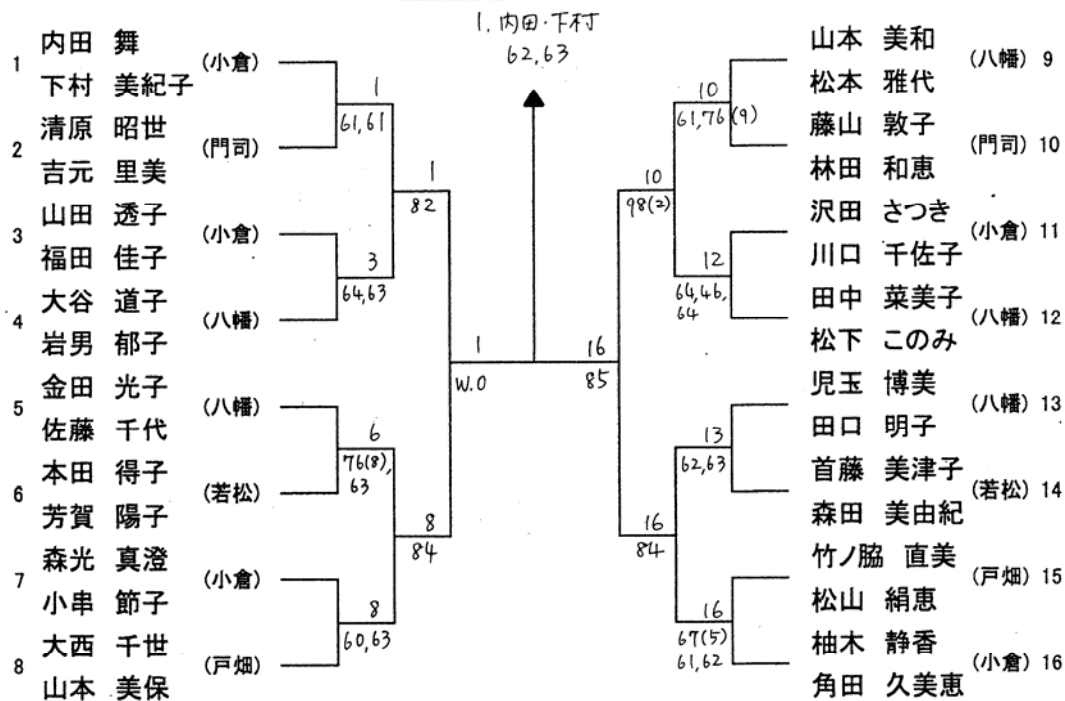 1. 内田・下村
62,63
1 内田 舞 (小倉)
下村 美紀子
2 清原 昭世 (門司)
吉元 里美
3 山田 透子 (小倉)
福田 佳子
4 大谷 道子 (八幡)
岩男 郁子
5 金田 光子 (八幡)
佐藤 千代
6 本田 得子 (若松)
芳賀 陽子
7 森光 真澄 (小倉)
小串 節子
8 大西 千世 (戸畑)
山本 美保
1
61,61
3
64,63
6
76(8),
63
8
60,63
1
82
8
84
1
W.O
16
85
10
98(2)
16
84
10
61,76(9)
12
64,46,
64
13
62,63
16
67(5)
61,62
山本 美和 (八幡) 9
松本 雅代
藤山 敦子 (門司) 10
林田 和恵
沢田 さつき (小倉) 11
川口 千佐子
田中 菜美子 (八幡) 12
松下 このみ
児玉 博美 (八幡) 13
田口 明子
首藤 美津子 (若松) 14
森田 美由紀
竹ノ脇 直美 (戸畑) 15
松山 絹恵
柚木 静香 (小倉) 16
角田 久美恵